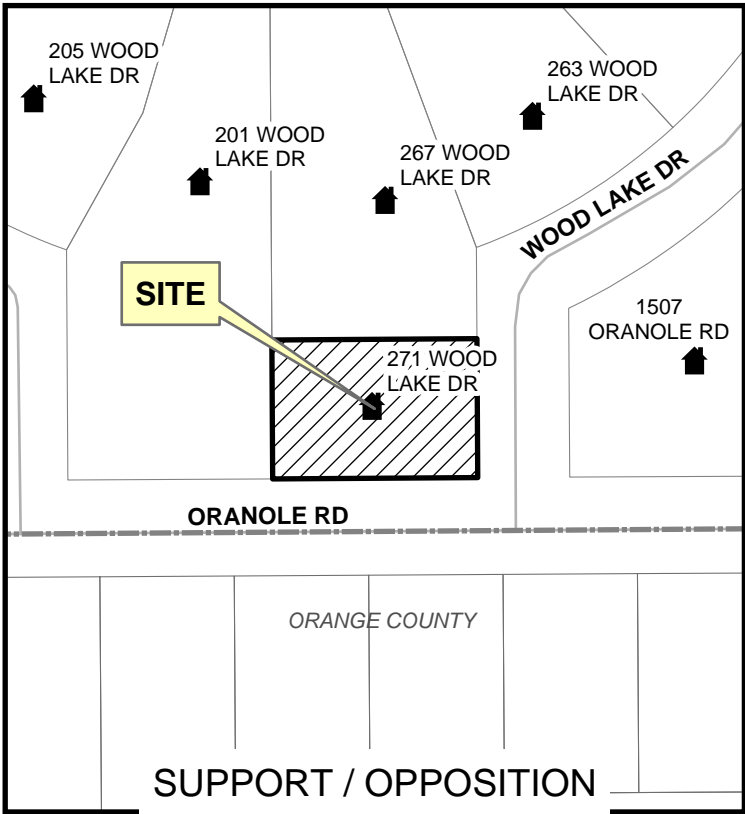 205 WOOD
LAKE DR
263 WOOD
LAKE DR
201 WOOD
LAKE DR
267 WOOD
LAKE DR
WOOD LAKE DR
SITE
1507
ORANOLE RD
271 WOOD
LAKE DR
ORANOLE RD
ORANGE COUNTY
SUPPORT / OPPOSITION